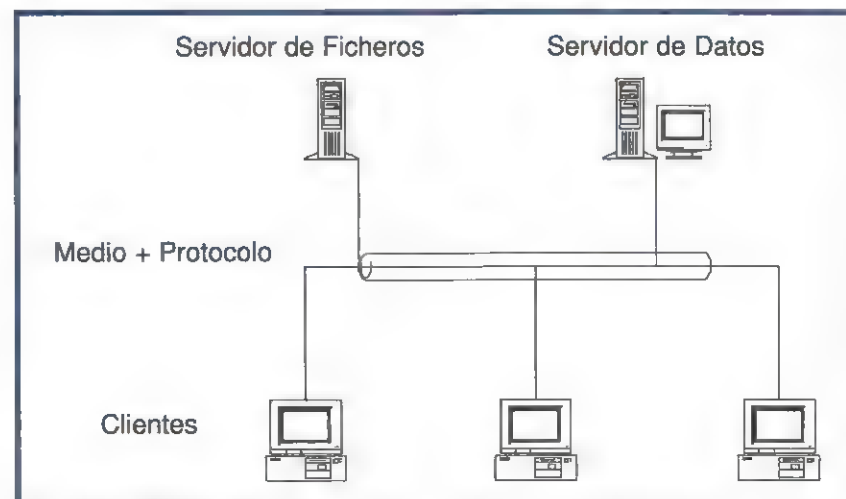 Servidor de Ficheros
Servidor de Datos
Medio + Protocolo
Clientes